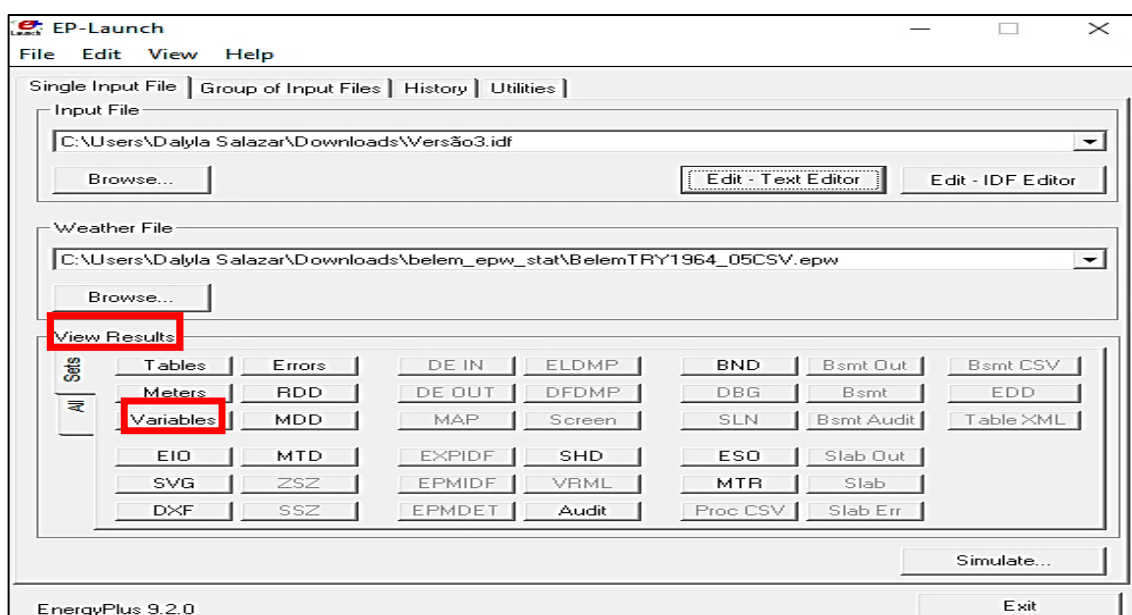 EP-Launch
File Edit View Help
Single Input File Group of Input Files History Utilities
Input File
C:\Users\Dalyla Salazar\Downloads\Versão3.idf
Browse... Edit - Text Editor Edit - IDF Editor
Weather File
C:\Users\Dalyla Salazar\Downloads\belem_epw_stat\BelemTRY1964_05CSV.epw
Browse...
View Results
Sets
All
Tables Errors DE IN ELDMP BND Bsmt Out Bsmt CSV
Meters RDD DE OUT DFDMP DBG Bsmt EDD
Variables MDD MAP Screen SLN Bsmt Audit Table XML
EIO MTD EXPIDF SHD ESO Slab Out
SVG ZSZ EPMIDF VRML MTR Slab
DXF SSZ EPMDET Audit Proc CSV Slab Err
Simulate...
EnergyPlus 9.2.0 Exit